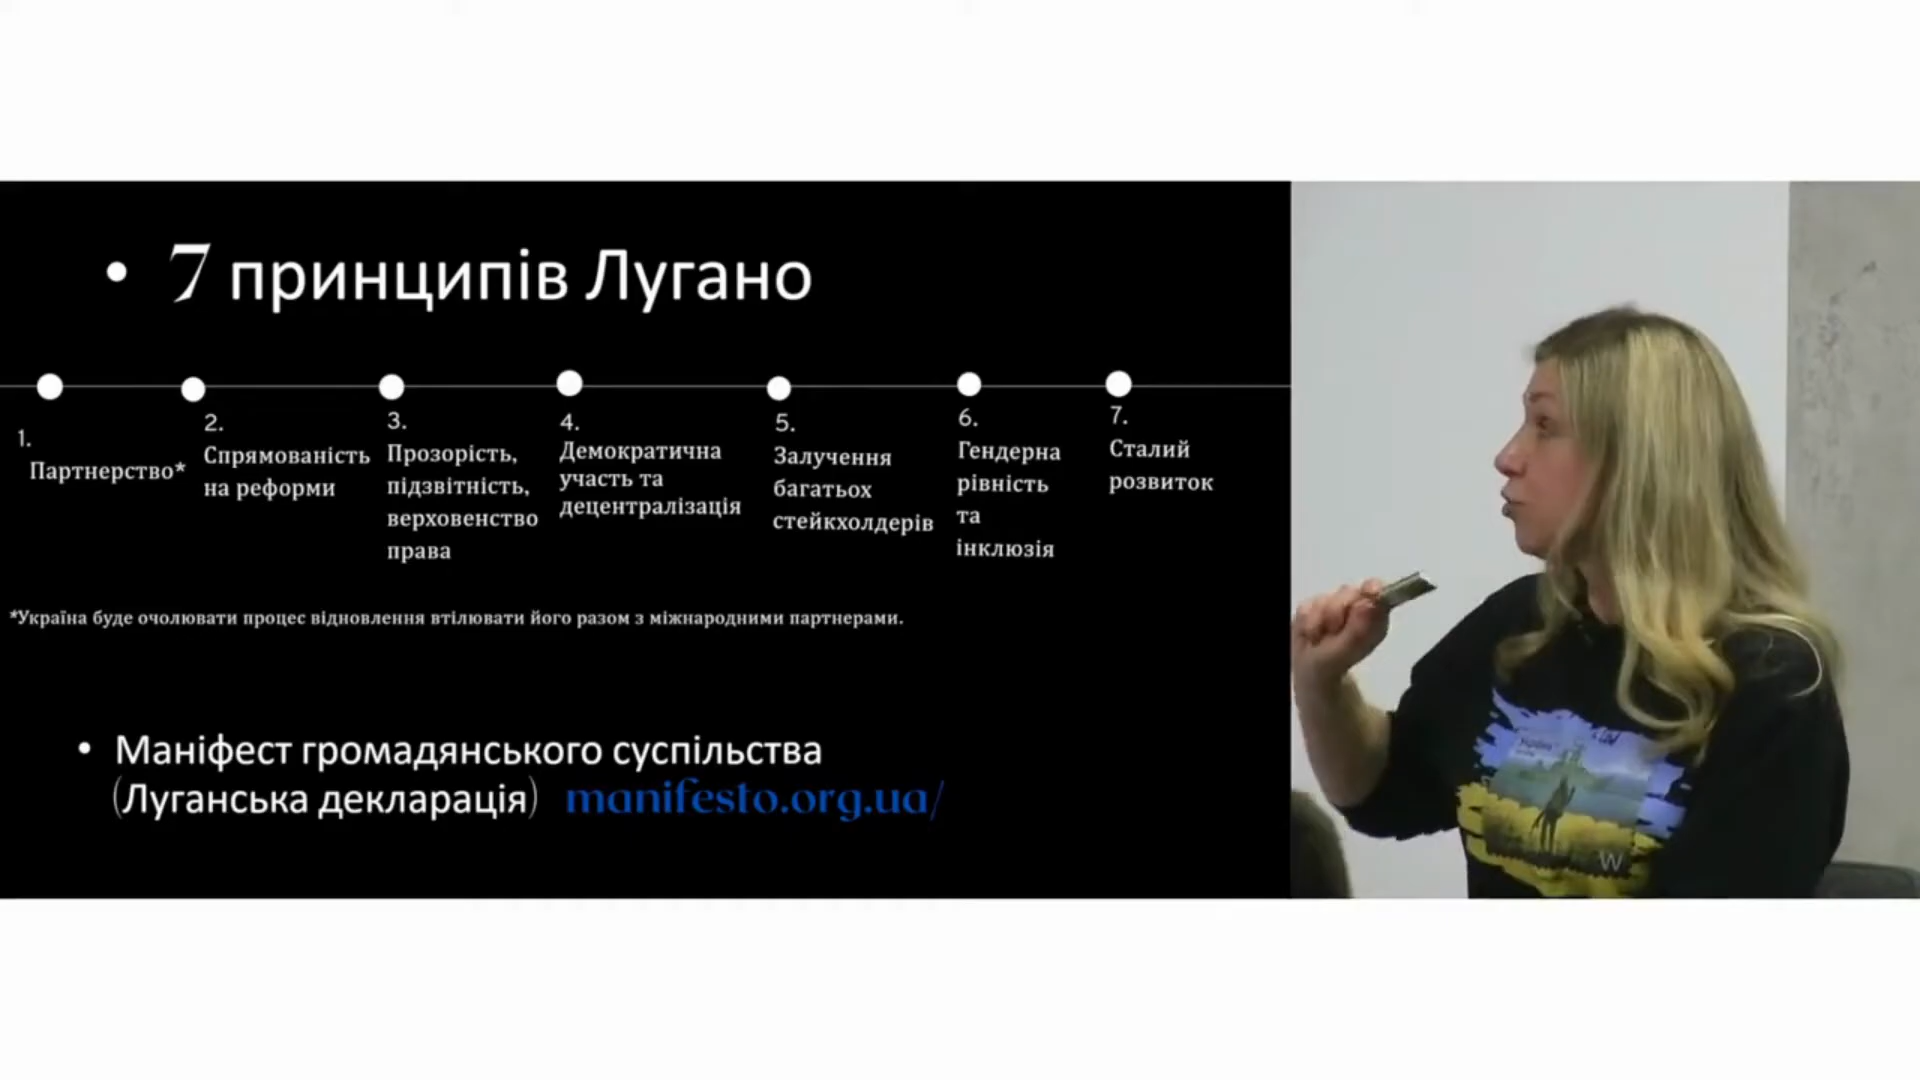 • 7 принципів Лугано
1.
Партнерство*
2.
Спрямованість
на реформи
3.
Прозорість,
підзвітність,
верховенство
права
4.
Демократична
участь та
децентралізація
5.
Залучення
багатьох
стейкхолдерів
6.
Гендерна
рівність
та
інклюзія
7.
Сталий
розвиток
*Україна буде очолювати процес відновлення втілювати його разом з міжнародними партнерами.
• Маніфест громадянського суспільства
(Луганська декларація) manifesto.org.ua/
W